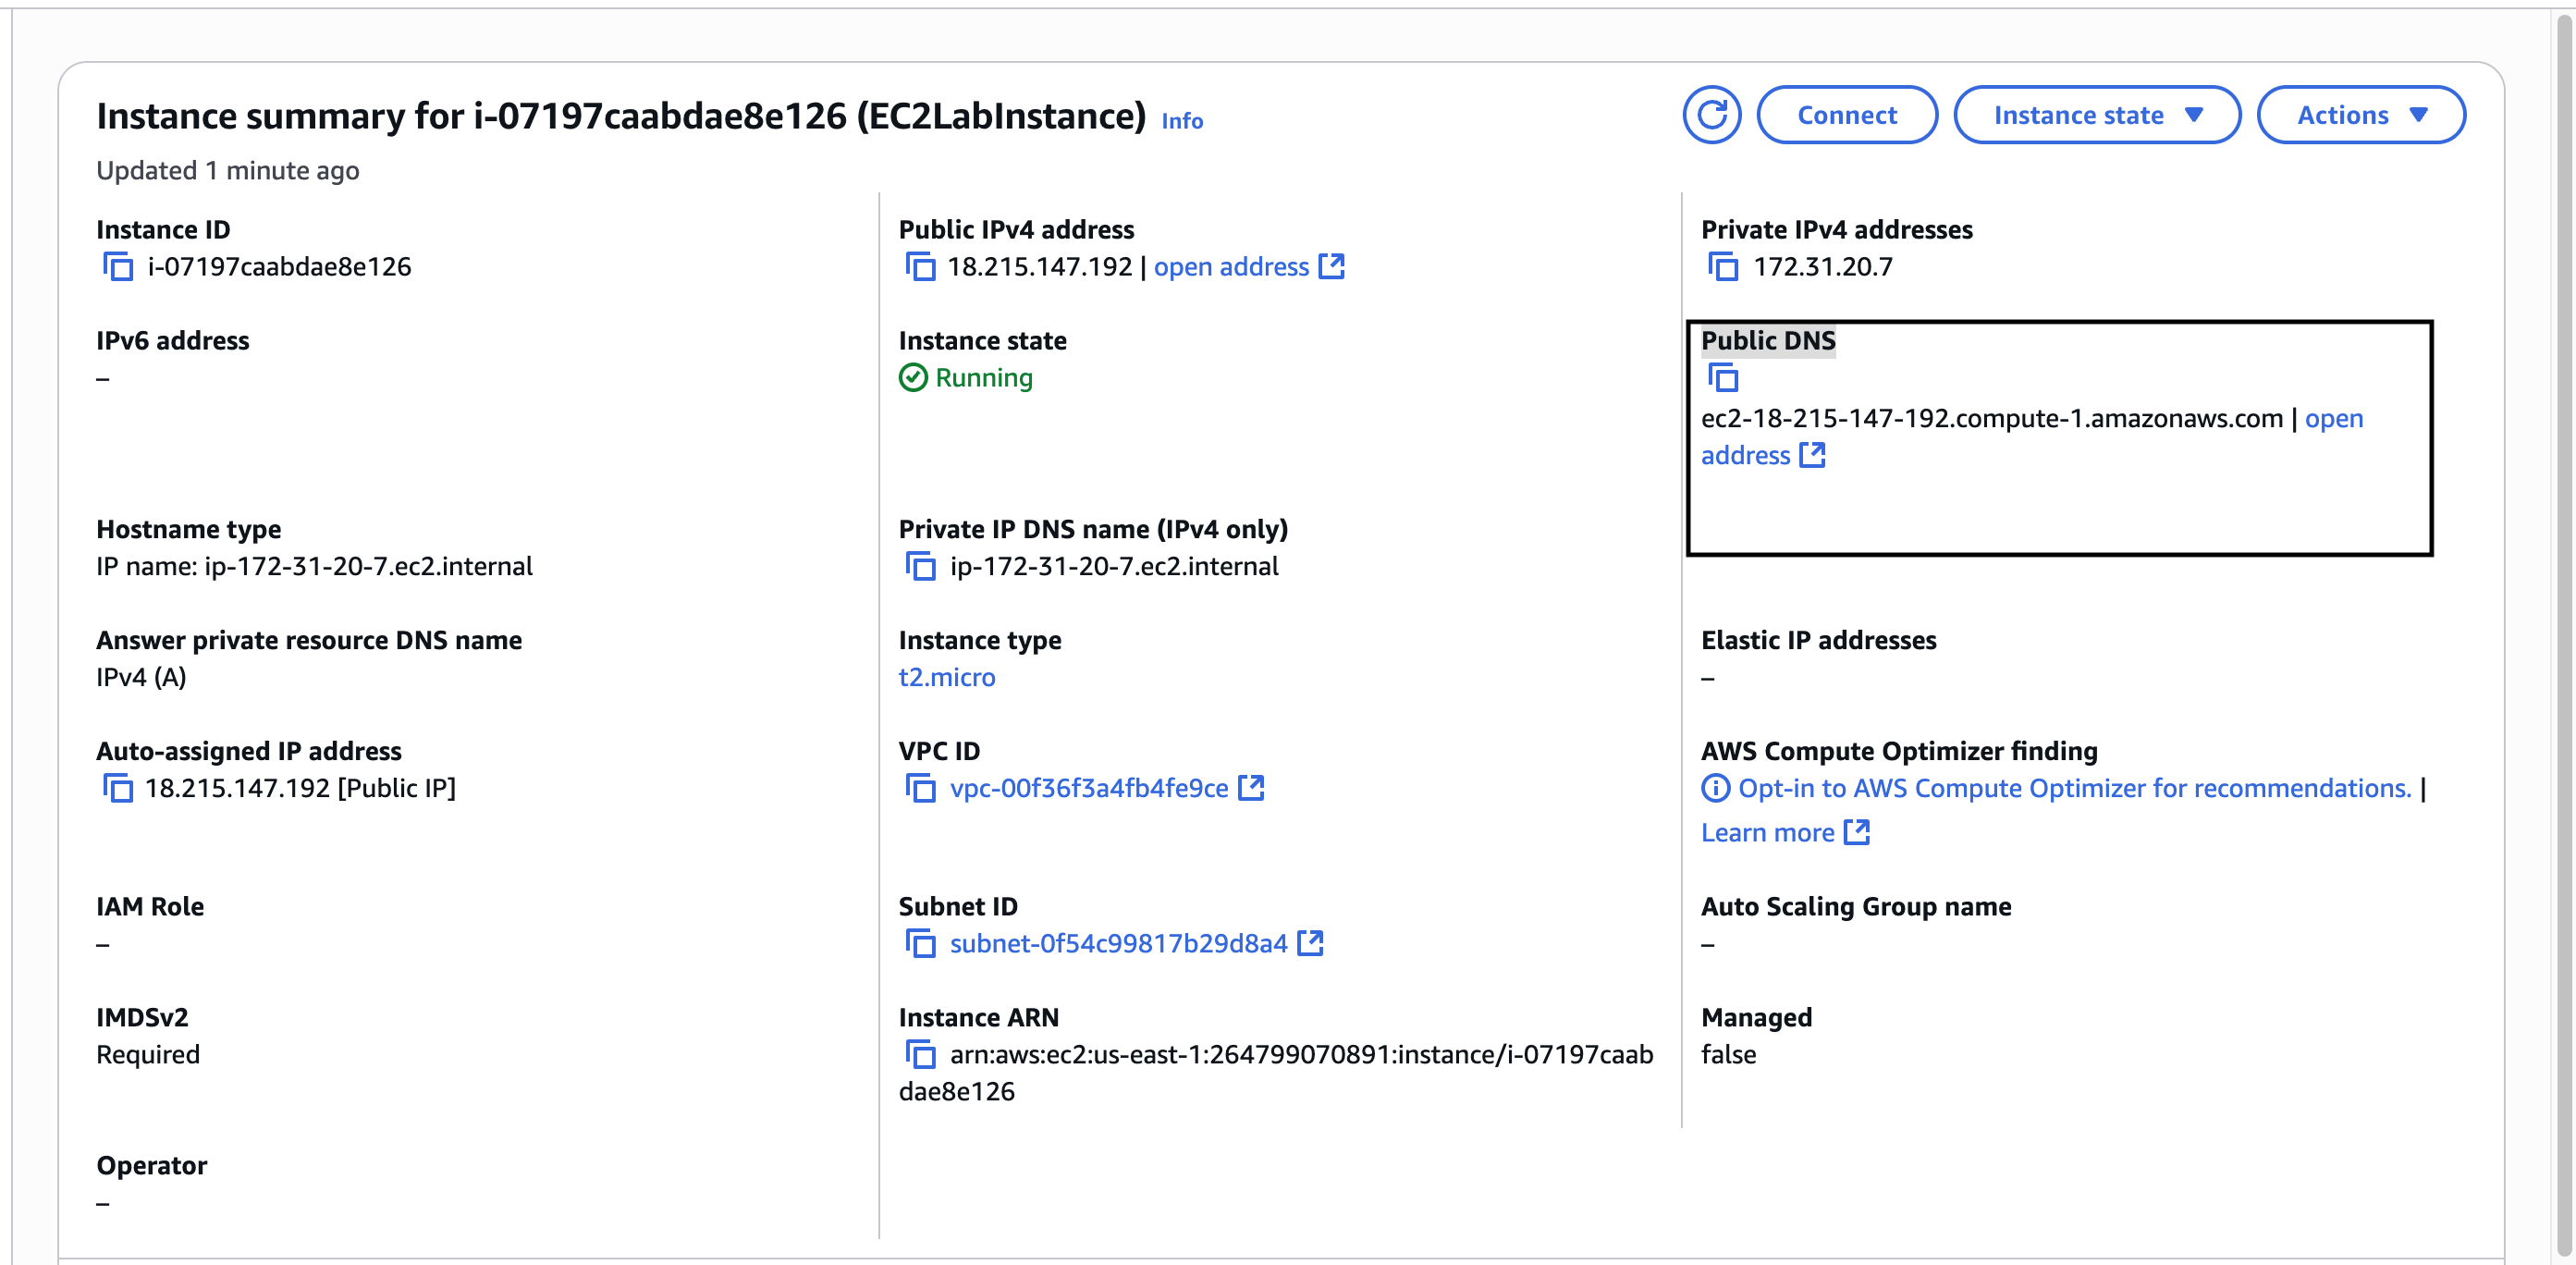 Instance summary for i-07197caabdae8e126 (EC2LabInstance) Info
Connect
Instance state
Actions
Updated 1 minute ago
Instance ID
i-07197caabdae8e126
Public IPv4 address
18.215.147.192 | open address
Private IPv4 addresses
172.31.20.7
IPv6 address
–
Instance state
Running
Public DNS
ec2-18-215-147-192.compute-1.amazonaws.com | open
address
Hostname type
IP name: ip-172-31-20-7.ec2.internal
Private IP DNS name (IPv4 only)
ip-172-31-20-7.ec2.internal
Answer private resource DNS name
IPv4 (A)
Instance type
t2.micro
Elastic IP addresses
–
Auto-assigned IP address
18.215.147.192 [Public IP]
VPC ID
vpc-00f36f3a4fb4fe9ce
AWS Compute Optimizer finding
Opt-in to AWS Compute Optimizer for recommendations. |
Learn more
IAM Role
–
Subnet ID
subnet-0f54c99817b29d8a4
Auto Scaling Group name
–
IMDSv2
Required
Instance ARN
arn:aws:ec2:us-east-1:264799070891:instance/i-07197caab
dae8e126
Managed
false
Operator
–